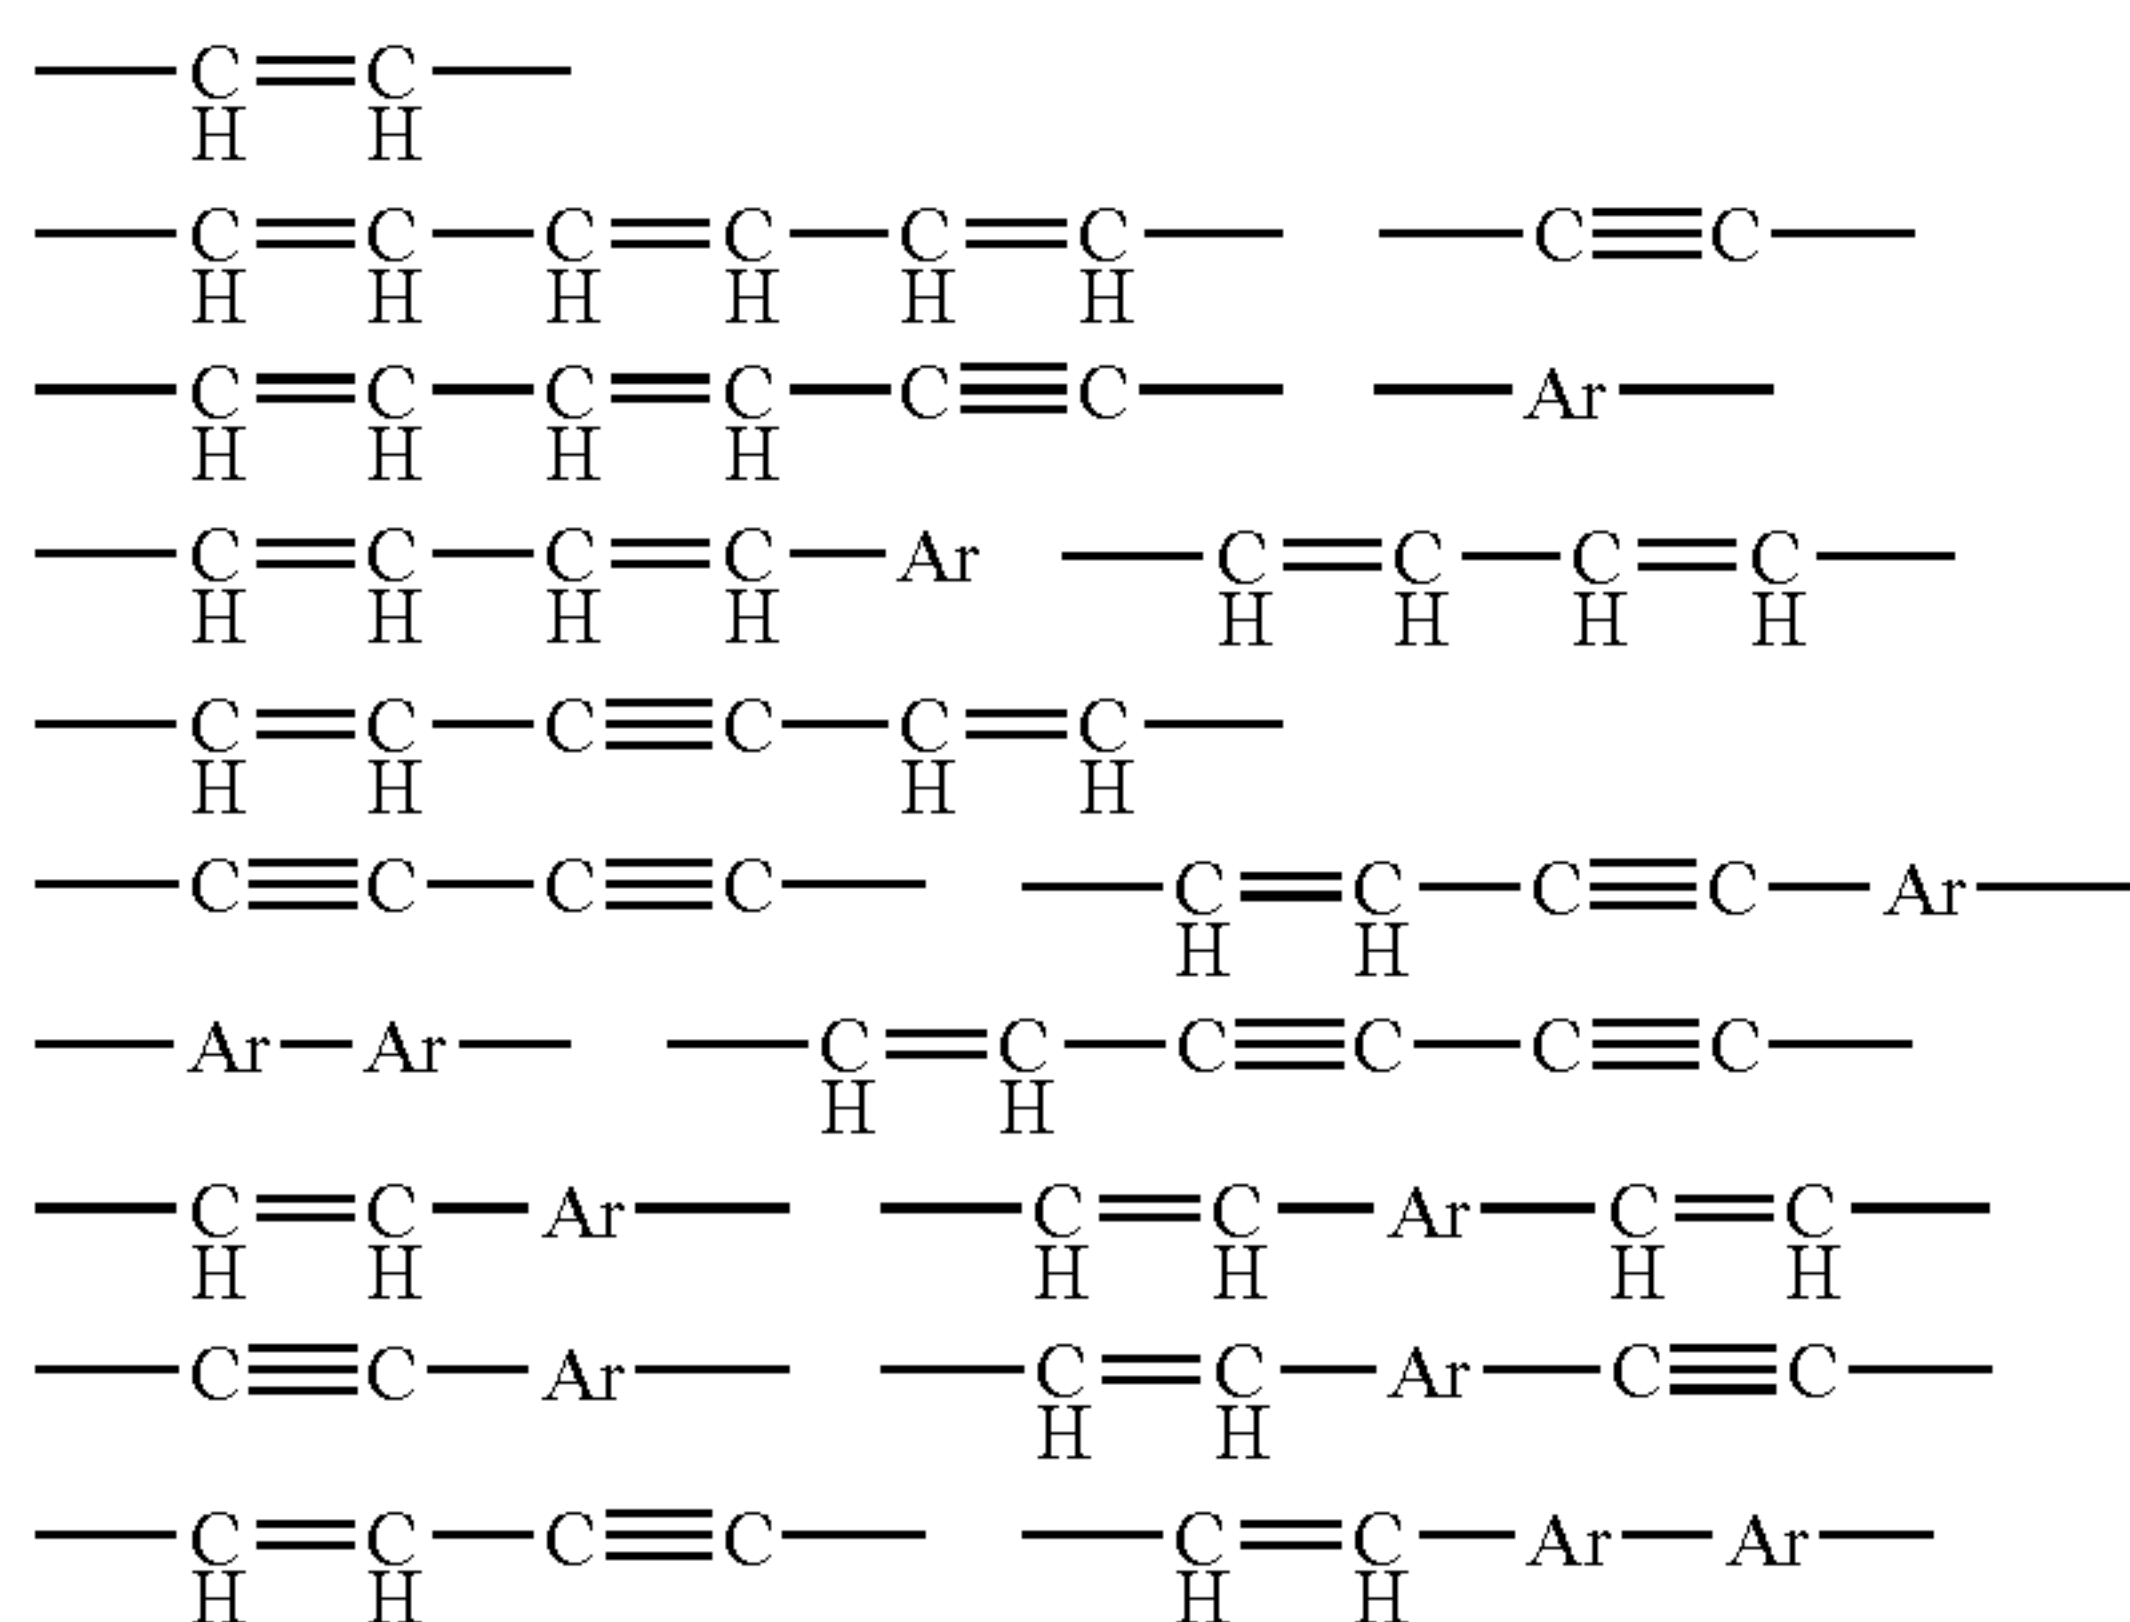 —C=C—
H H
—C=C—C=C—C=C— —C≡C—
H H H H H H
—C=C—C=C—C≡C— —Ar—
H H H H
—C=C—C=C—Ar —C=C—C=C—
H H H H H H H H
—C=C—C≡C—C=C—
H H H H
—C≡C—C≡C— —C=C—C≡C—Ar—
H H
—Ar—Ar— —C=C—C≡C—C≡C—
H H
—C=C—Ar— —C=C—Ar—C=C—
H H H H H H
—C≡C—Ar— —C=C—Ar—C≡C—
H H
—C=C—C≡C— —C=C—Ar—Ar—
H H H H